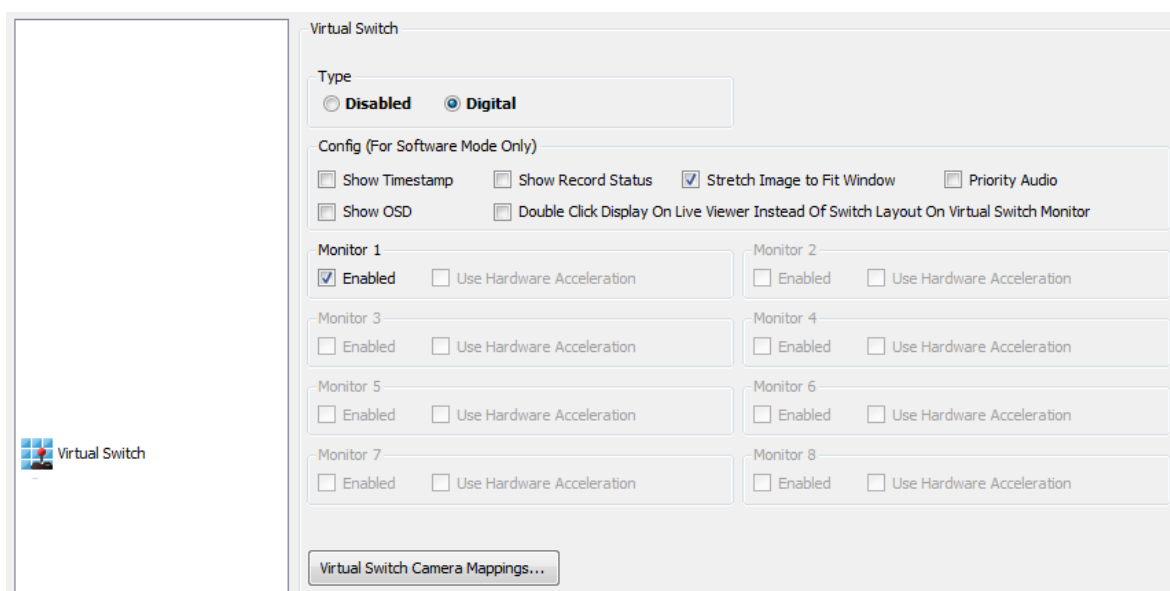 Virtual Switch
Type
Disabled Digital
Config (For Software Mode Only)
Show Timestamp Show Record Status Stretch Image to Fit Window Priority Audio
Show OSD Double Click Display On Live Viewer Instead Of Switch Layout On Virtual Switch Monitor
Monitor 1 Monitor 2
Enabled Use Hardware Acceleration Enabled Use Hardware Acceleration
Monitor 3 Monitor 4
Enabled Use Hardware Acceleration Enabled Use Hardware Acceleration
Monitor 5 Monitor 6
Enabled Use Hardware Acceleration Enabled Use Hardware Acceleration
Virtual Switch
Monitor 7 Monitor 8
Enabled Use Hardware Acceleration Enabled Use Hardware Acceleration
Virtual Switch Camera Mappings...